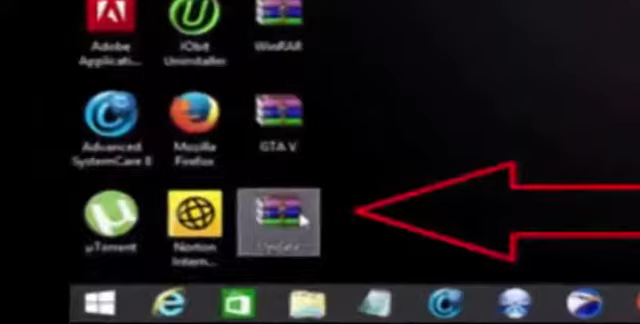 Adobe
Applicati...
IObit
Uninstaller
WinRAR
Advanced
SystemCare 8
Mozilla
Firefox
GTA V
µTorrent
Norton
Intern...